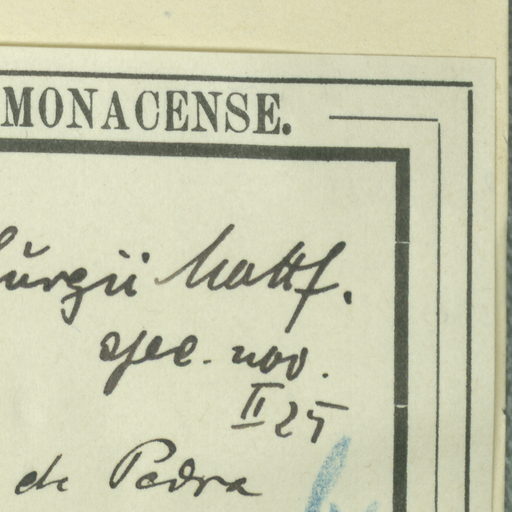 MONACENSE.
ürgii Mattf.
spec. nov.
II 25
de Pedra